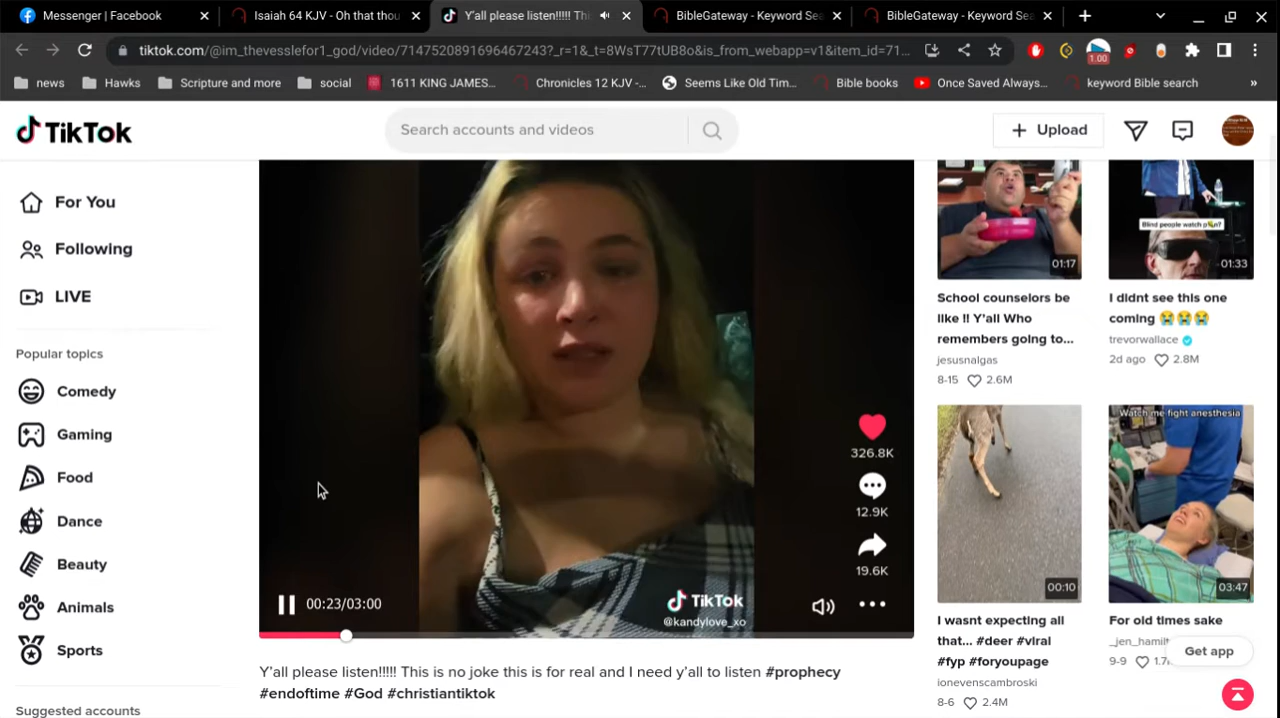 Messenger | Facebook
Isaiah 64 KJV - Oh that thou
Y'all please listen!!!!! Thi
BibleGateway - Keyword Se
BibleGateway - Keyword Se
tiktok.com/@im_thevesslefor1_god/video/7147520891696467243?_r=1&_t=8WsT77tUB8o&is_from_webapp=v1&item_id=71...
1.00
news
Hawks
Scripture and more
social
1611 KING JAMES...
Chronicles 12 KJV -...
Seems Like Old Tim...
Bible books
Once Saved Always...
keyword Bible search
»
TikTok
Search accounts and videos
+ Upload
For You
Following
LIVE
Popular topics
Comedy
Gaming
Food
Dance
Beauty
Animals
Sports
Suggested accounts
326.8K
12.9K
19.6K
00:23/03:00
TikTok
@kandylove_xo
Y'all please listen!!!!! This is no joke this is for real and I need y'all to listen #prophecy
#endoftime #God #christiantiktok
01:17
School counselors be
like !! Y'all Who
remembers going to...
jesusnalgas
8-15 2.6M
Blind people watch p n?
01:33
I didnt see this one
coming 😭😭😭
trevorwallace
2d ago 2.8M
00:10
I wasnt expecting all
that... #deer #viral
#fyp #foryoupage
ionevenscambroski
8-6 2.4M
Watch me fight anesthesia
03:47
For old times sake
_jen_hamilt
9-9 1.7
Get app